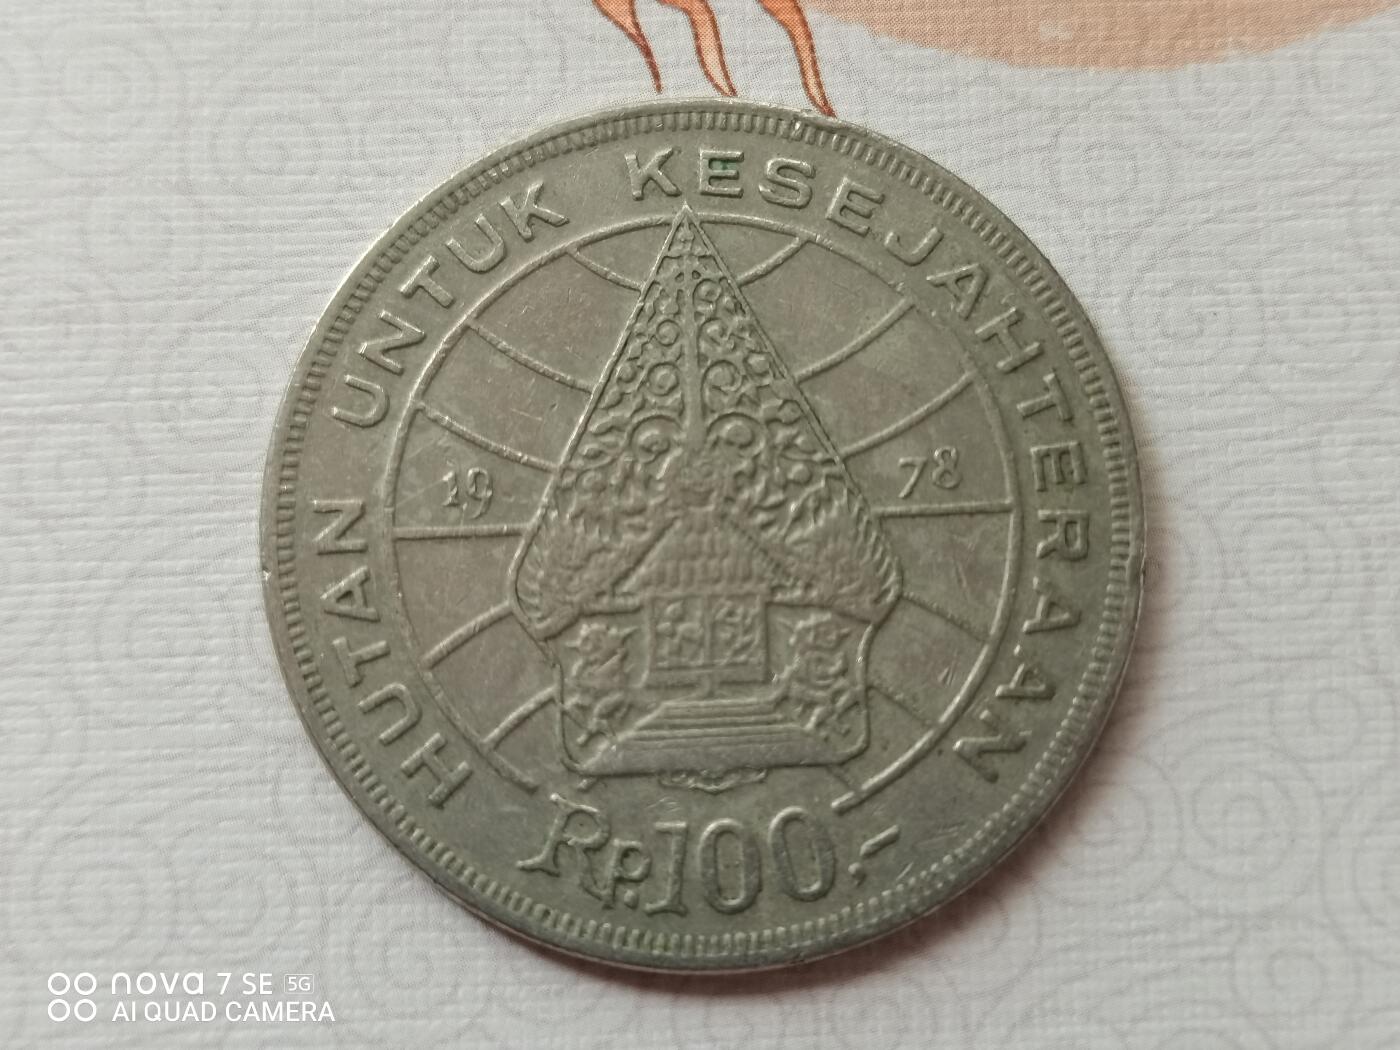 HUTAN UNTUK KESEJAHTERAAN
19 78
Rp.100,-
nova 7 SE 5G
AI QUAD CAMERA